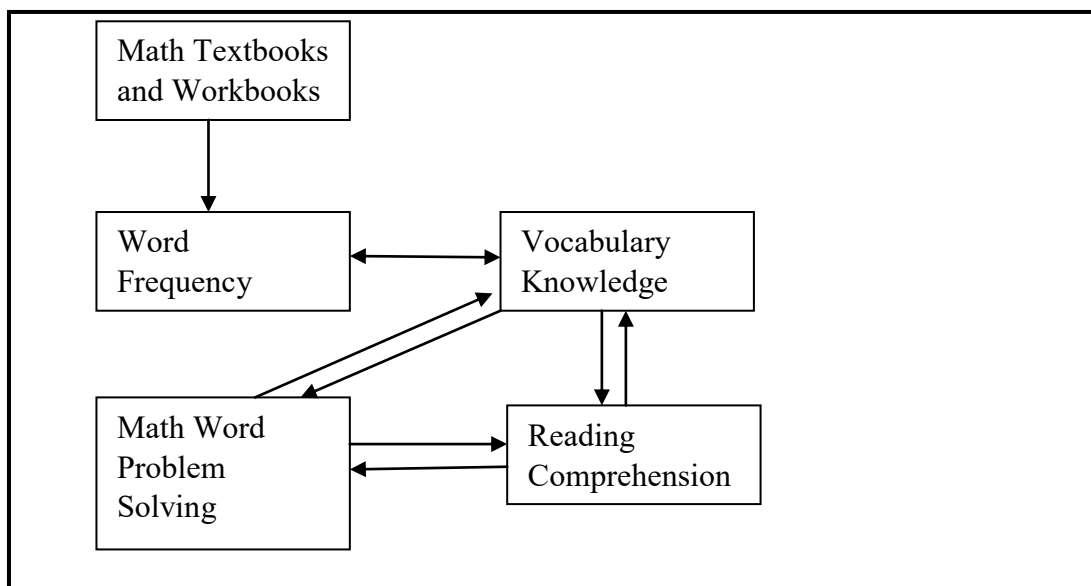 Math Textbooks
and Workbooks
Word
Frequency
Vocabulary
Knowledge
Math Word
Problem
Solving
Reading
Comprehension